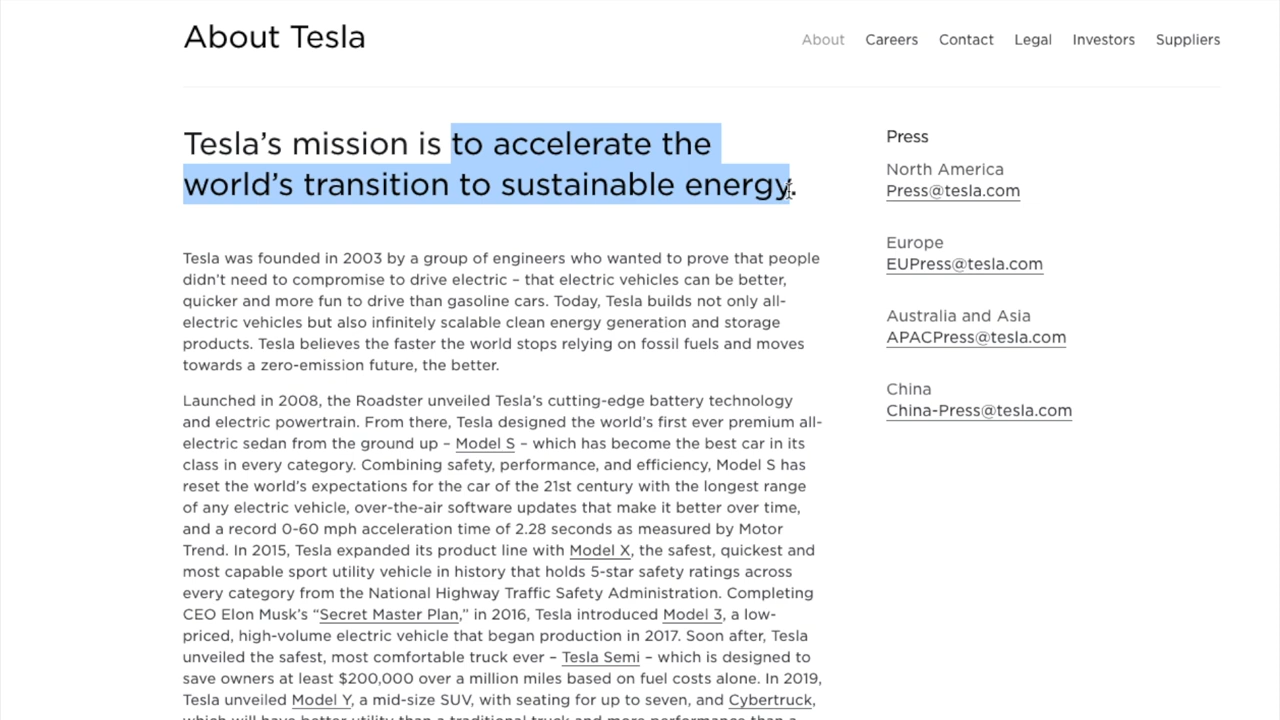 About Tesla
About Careers Contact Legal Investors Suppliers
Tesla’s mission is to accelerate the
world’s transition to sustainable energy.
Tesla was founded in 2003 by a group of engineers who wanted to prove that people
didn’t need to compromise to drive electric – that electric vehicles can be better,
quicker and more fun to drive than gasoline cars. Today, Tesla builds not only all-
electric vehicles but also infinitely scalable clean energy generation and storage
products. Tesla believes the faster the world stops relying on fossil fuels and moves
towards a zero-emission future, the better.
Launched in 2008, the Roadster unveiled Tesla’s cutting-edge battery technology
and electric powertrain. From there, Tesla designed the world’s first ever premium all-
electric sedan from the ground up – Model S – which has become the best car in its
class in every category. Combining safety, performance, and efficiency, Model S has
reset the world’s expectations for the car of the 21st century with the longest range
of any electric vehicle, over-the-air software updates that make it better over time,
and a record 0-60 mph acceleration time of 2.28 seconds as measured by Motor
Trend. In 2015, Tesla expanded its product line with Model X, the safest, quickest and
most capable sport utility vehicle in history that holds 5-star safety ratings across
every category from the National Highway Traffic Safety Administration. Completing
CEO Elon Musk’s “Secret Master Plan,” in 2016, Tesla introduced Model 3, a low-
priced, high-volume electric vehicle that began production in 2017. Soon after, Tesla
unveiled the safest, most comfortable truck ever – Tesla Semi – which is designed to
save owners at least $200,000 over a million miles based on fuel costs alone. In 2019,
Tesla unveiled Model Y, a mid-size SUV, with seating for up to seven, and Cybertruck,
which will have better utility than a traditional truck and more performance than a
Press
North America
Press@tesla.com
Europe
EUPress@tesla.com
Australia and Asia
APACPress@tesla.com
China
China-Press@tesla.com